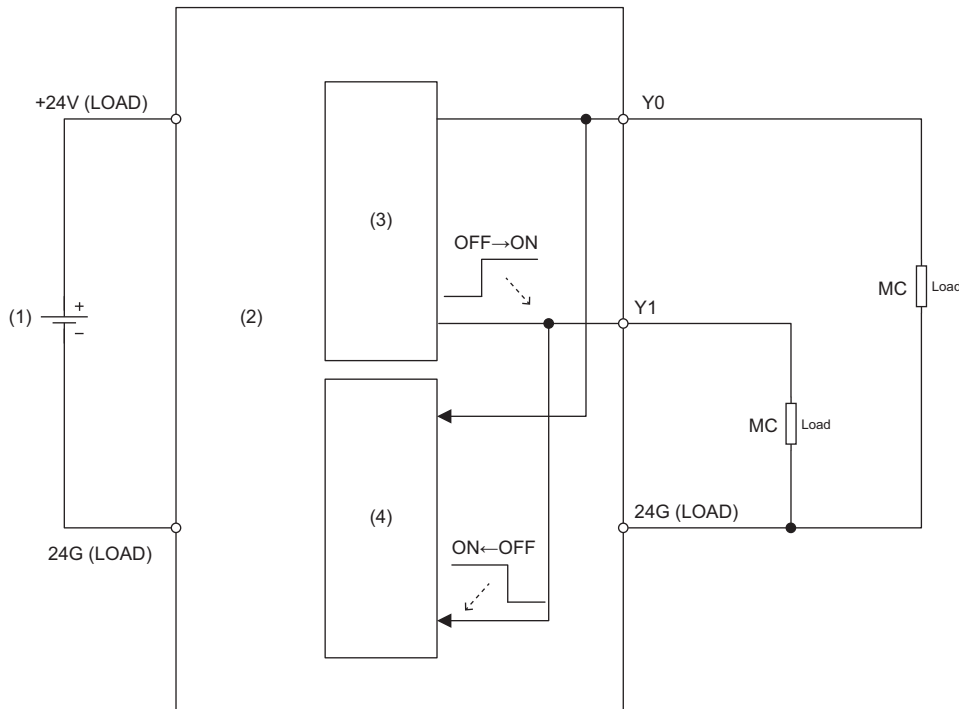 +24V (LOAD)
Y0
(3)
OFF→ON
MC
Load
(1)
+
−
(2)
Y1
MC
Load
(4)
24G (LOAD)
24G (LOAD)
ON←OFF